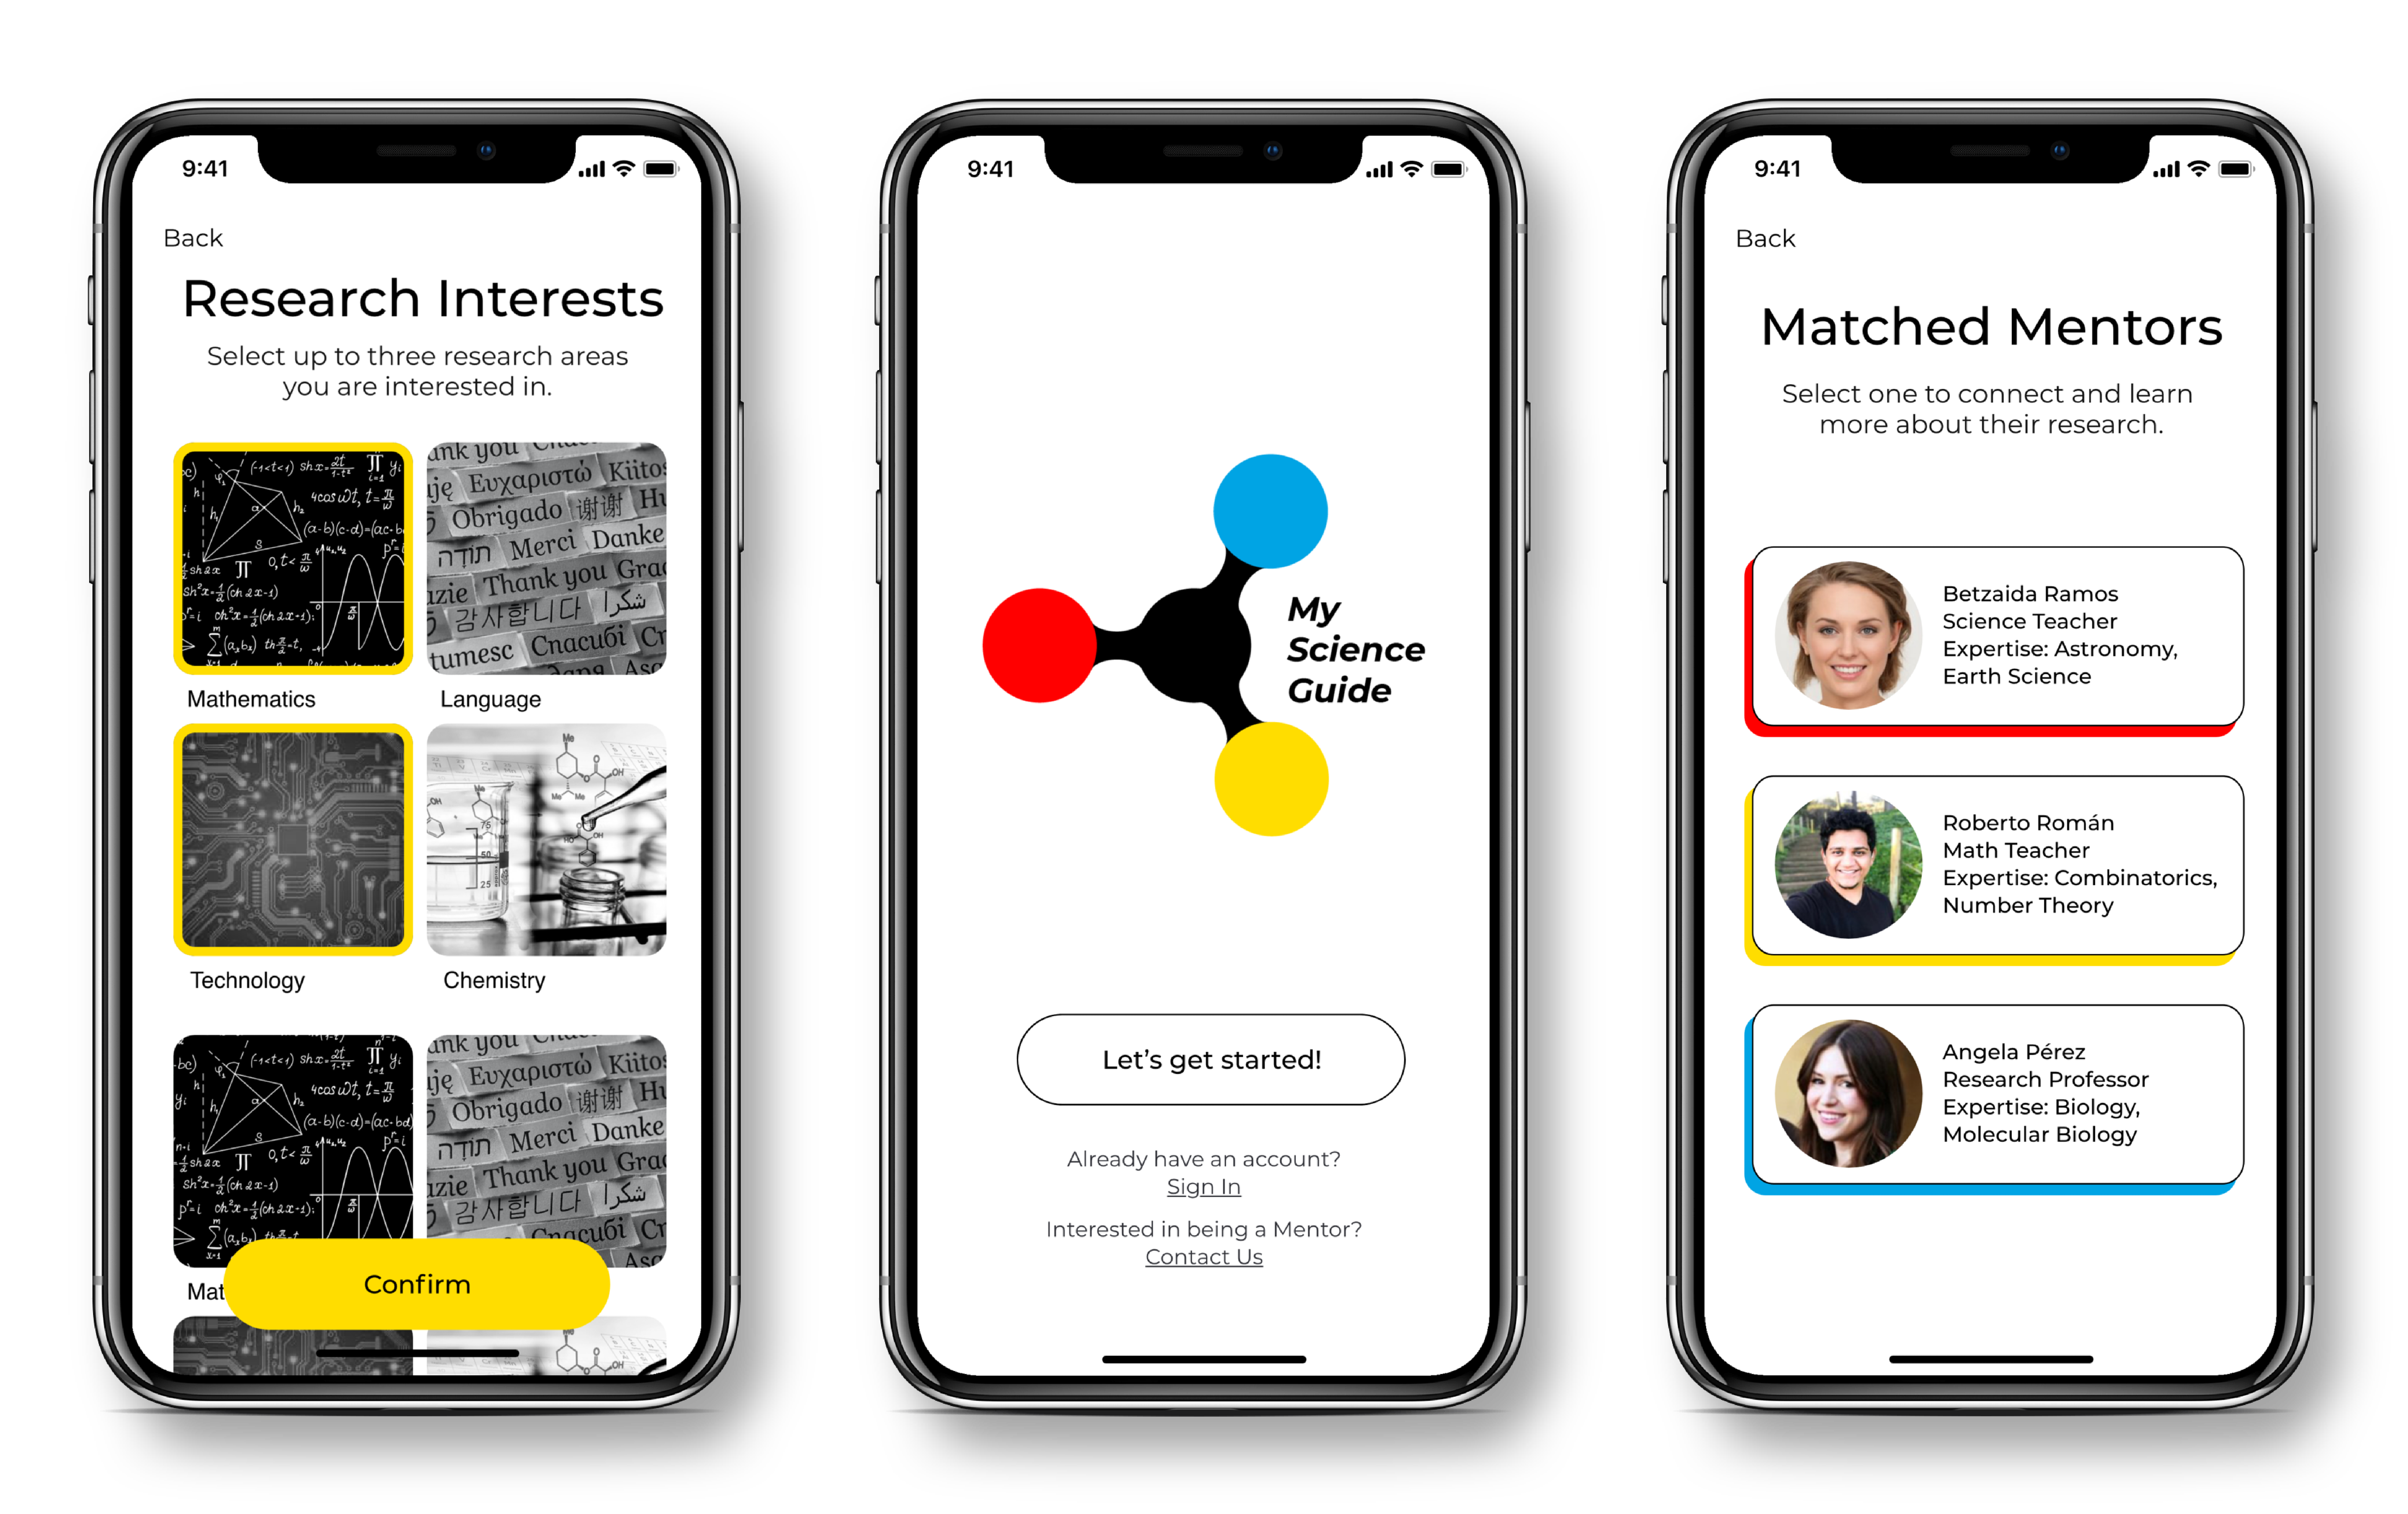 9:41
Back
Research Interests
Select up to three research areas
you are interested in.
Mathematics
Language
Technology
Chemistry
Confirm
9:41
My
Science
Guide
Let's get started!
Already have an account?
Sign In
Interested in being a Mentor?
Contact Us
9:41
Back
Matched Mentors
Select one to connect and learn
more about their research.
Betzaida Ramos
Science Teacher
Expertise: Astronomy,
Earth Science
Roberto Román
Math Teacher
Expertise: Combinatorics,
Number Theory
Angela Pérez
Research Professor
Expertise: Biology,
Molecular Biology